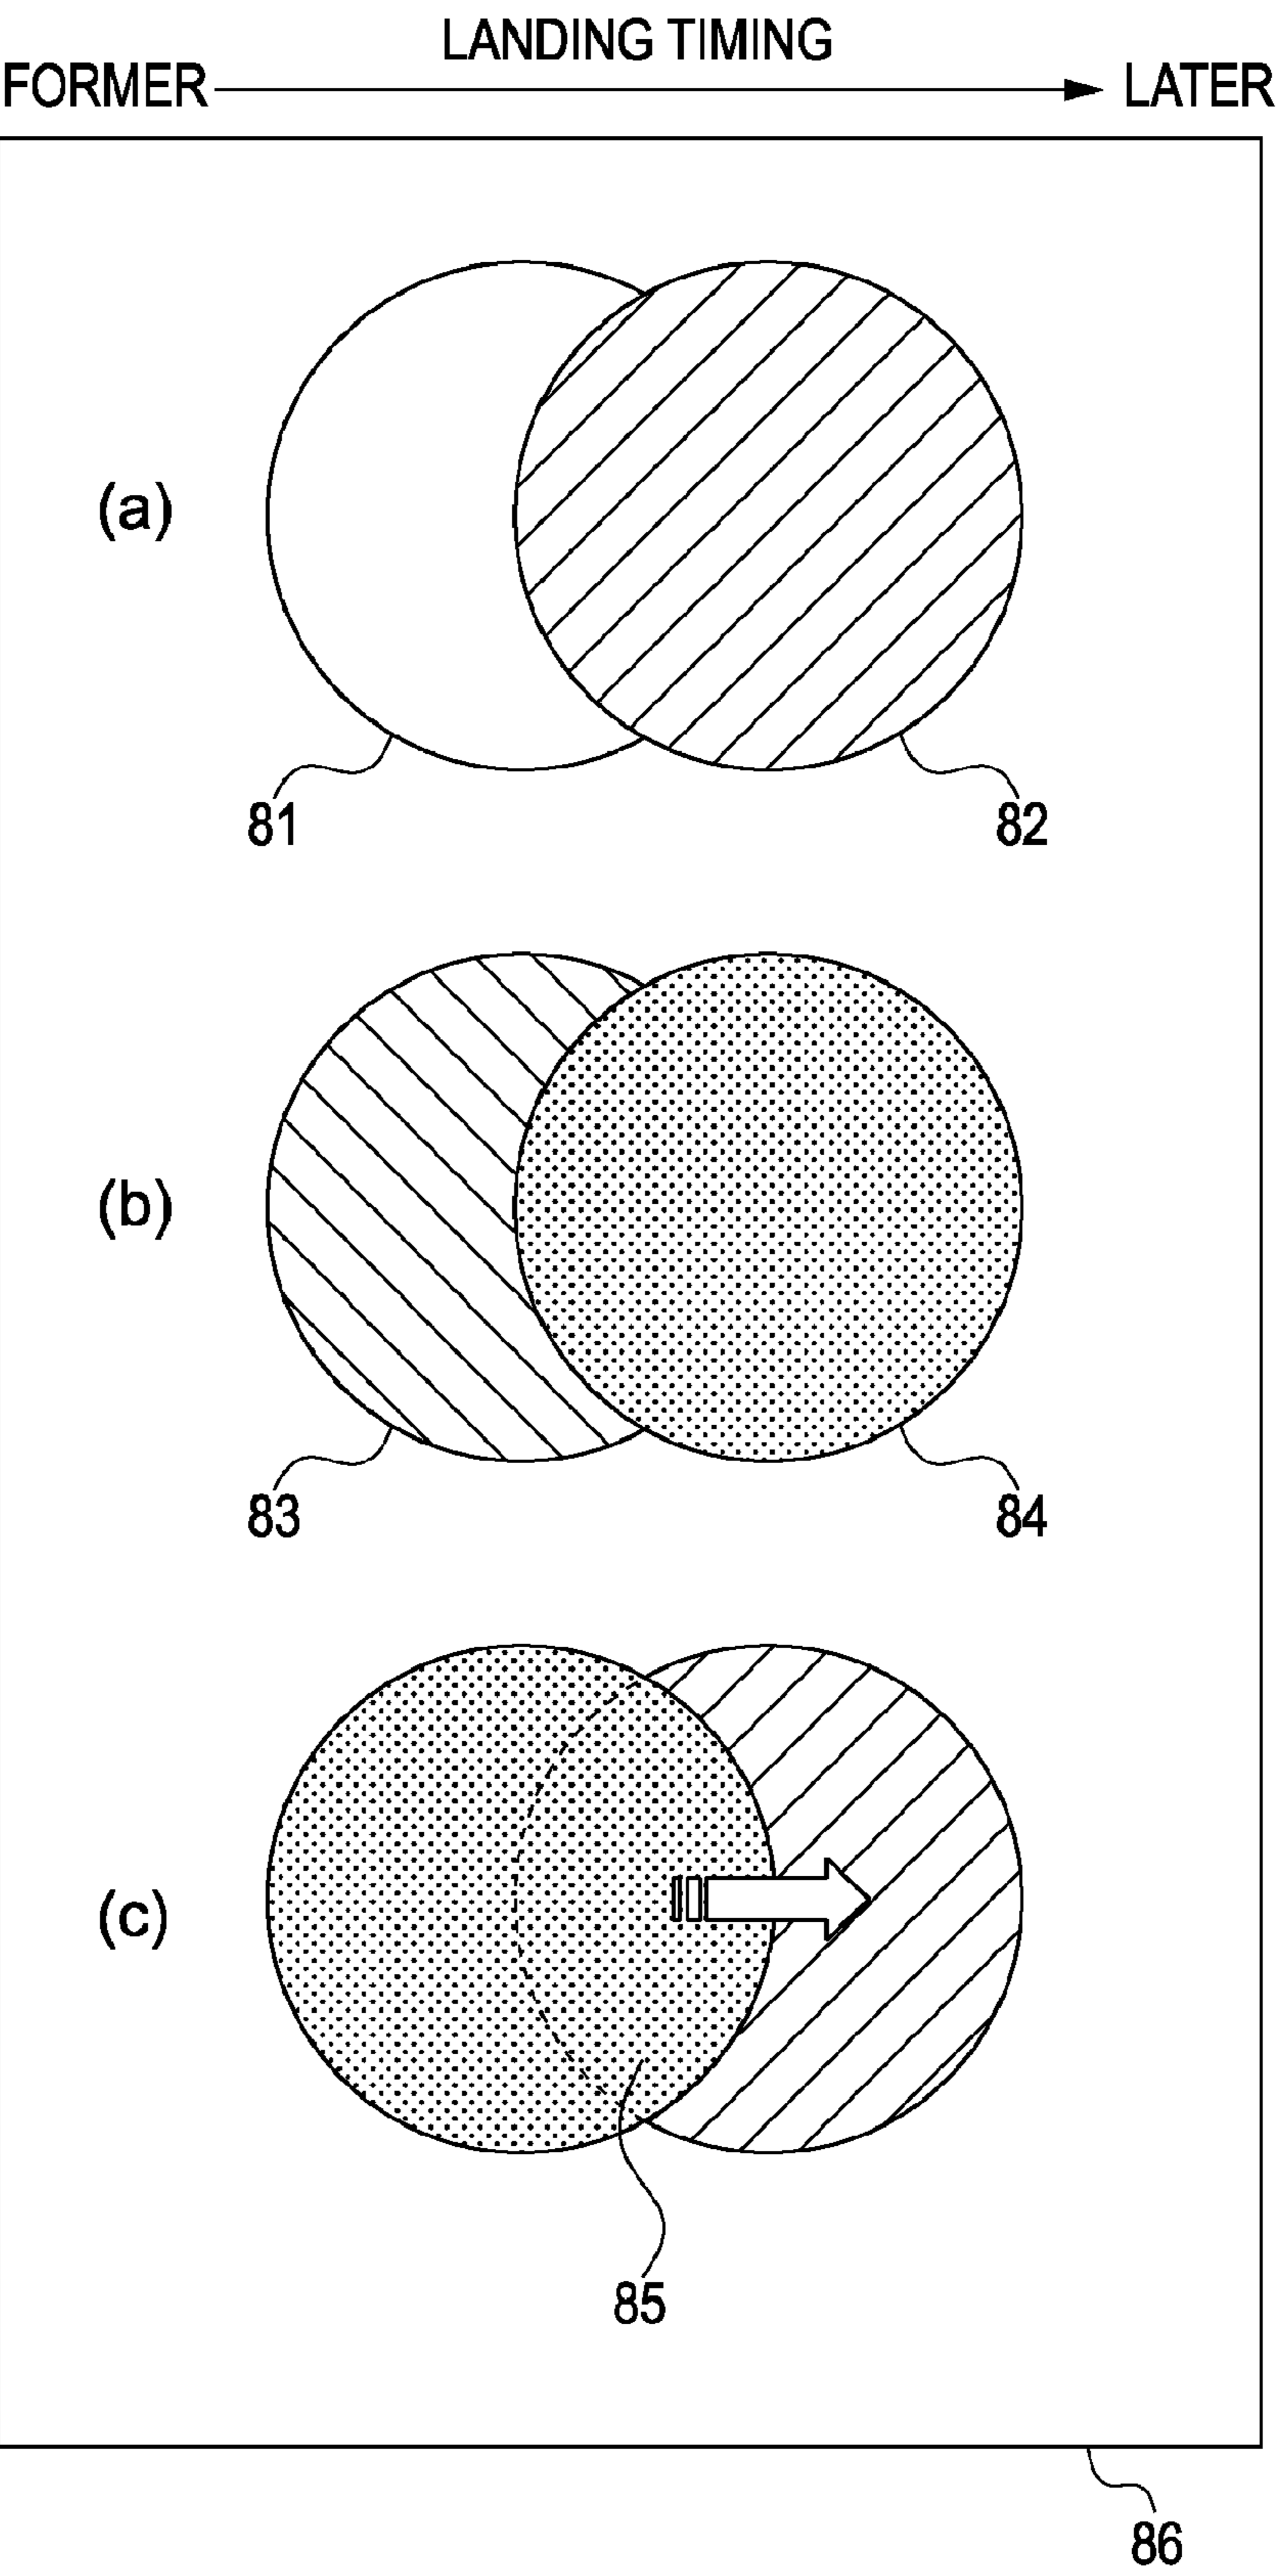 LANDING TIMING
FORMER LATER
(a)
81 82
(b)
83 84
(c)
85
86